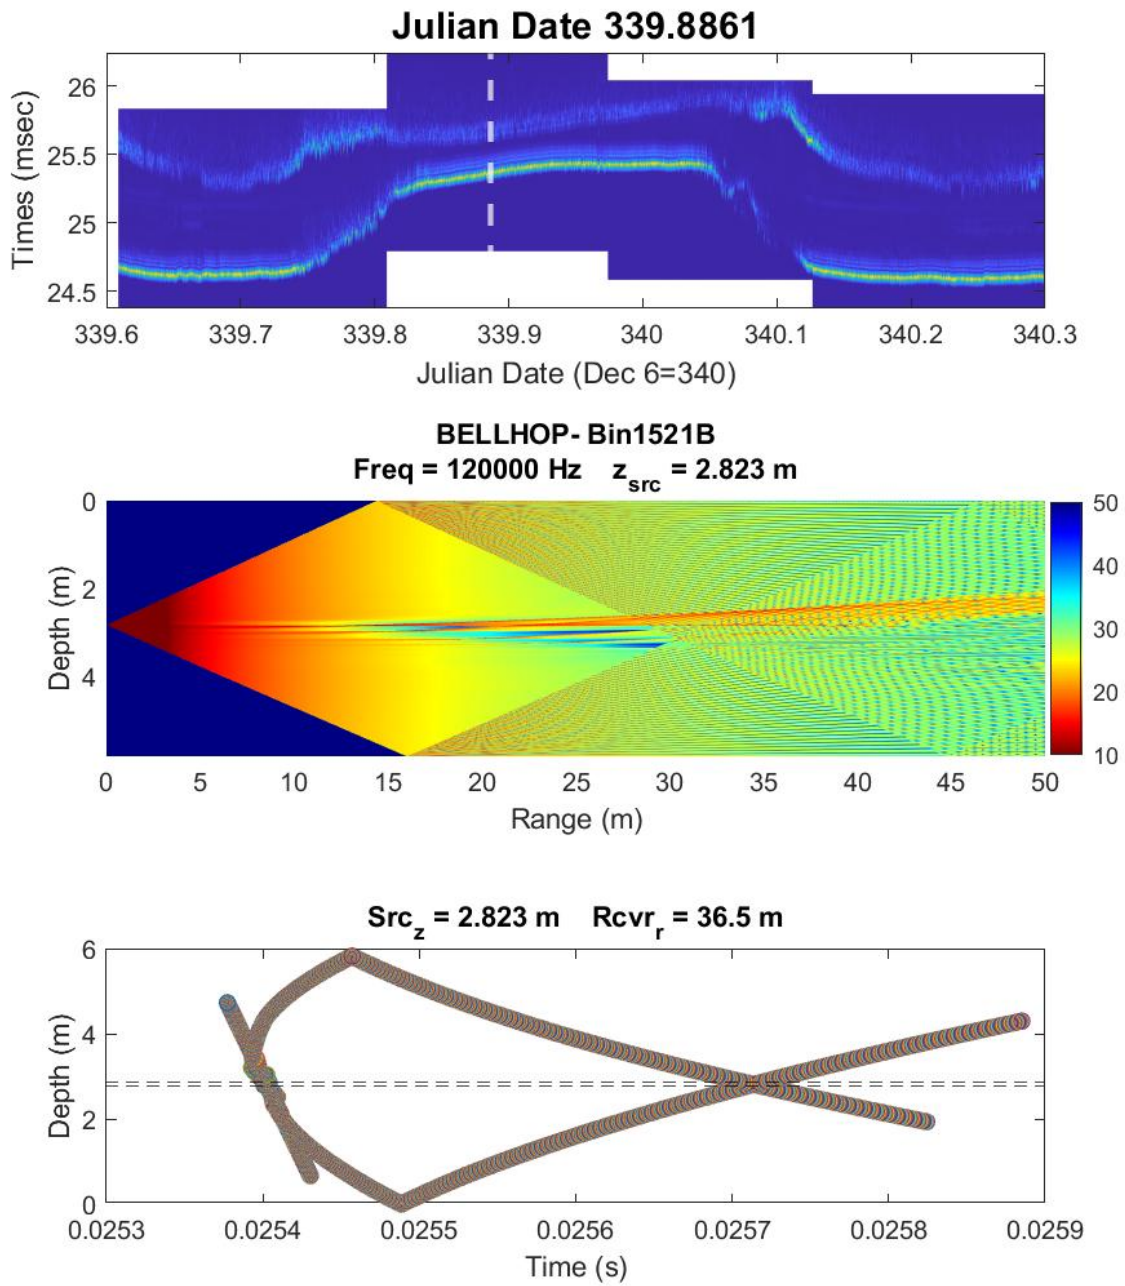 Julian Date 339.8861
Times (msec)
26
25.5
25
24.5
339.6 339.7 339.8 339.9 340 340.1 340.2 340.3
Julian Date (Dec 6=340)
BELLHOP- Bin1521B
Freq = 120000 Hz z_src = 2.823 m
Depth (m)
0
2
4
0 5 10 15 20 25 30 35 40 45 50
Range (m)
50
40
30
20
10
Src_z = 2.823 m Rcvr_r = 36.5 m
Depth (m)
6
4
2
0
0.0253 0.0254 0.0255 0.0256 0.0257 0.0258 0.0259
Time (s)